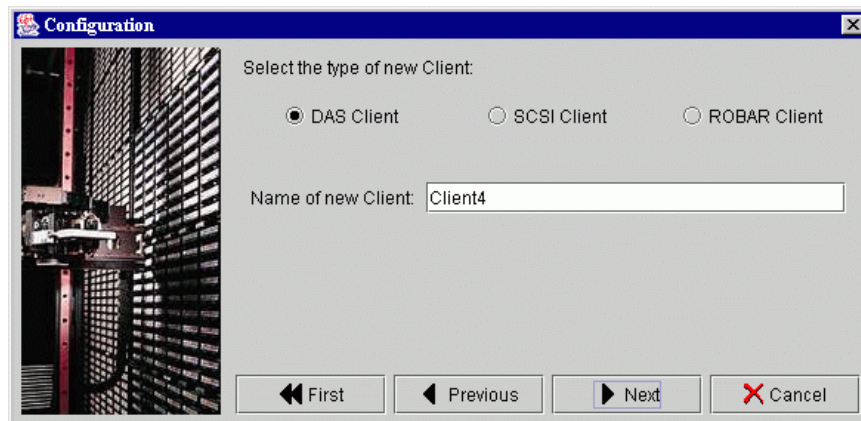 Configuration
Select the type of new Client:
DAS Client SCSI Client ROBAR Client
Name of new Client: Client4
First Previous Next Cancel